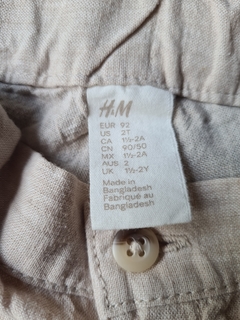 H&M
EUR 92
US 2T
CA 1½-2A
CN 90/50
MX 1½-2A
AUS 2
UK 1½-2Y
Made in
Bangladesh
Fabriqué au
Bangladesh